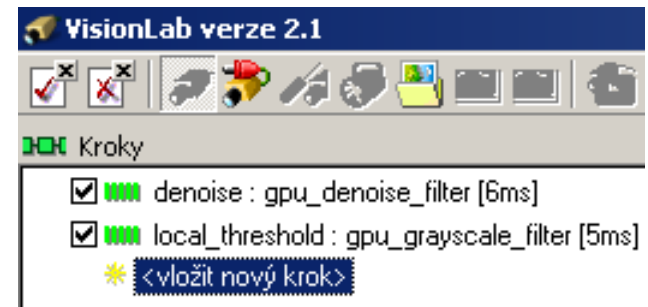 VisionLab verze 2.1
Kroky
denoise : gpu_denoise_filter [6ms]
local_threshold : gpu_grayscale_filter [5ms]
<vložit nový krok>